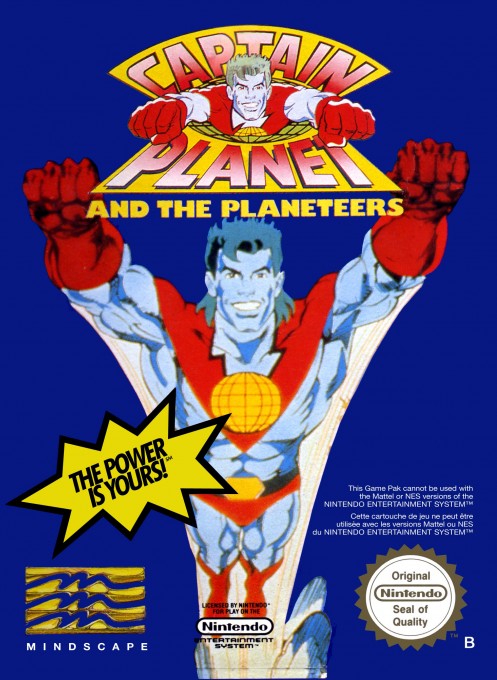 CAPTAIN
PLANET
AND THE PLANETEERS
THE POWER
IS YOURS!℠
This Game Pak cannot be used with
the Mattel or NES versions of the
NINTENDO ENTERTAINMENT SYSTEM™
Cette cartouche de jeu ne peut être
utilisée avec les versions Mattel ou NES
du NINTENDO ENTERTAINMENT SYSTEM™
MINDSCAPE
LICENSED BY NINTENDO®
FOR PLAY ON THE
Nintendo
ENTERTAINMENT
SYSTEM™
Original
Nintendo
Seal of
Quality
™
B